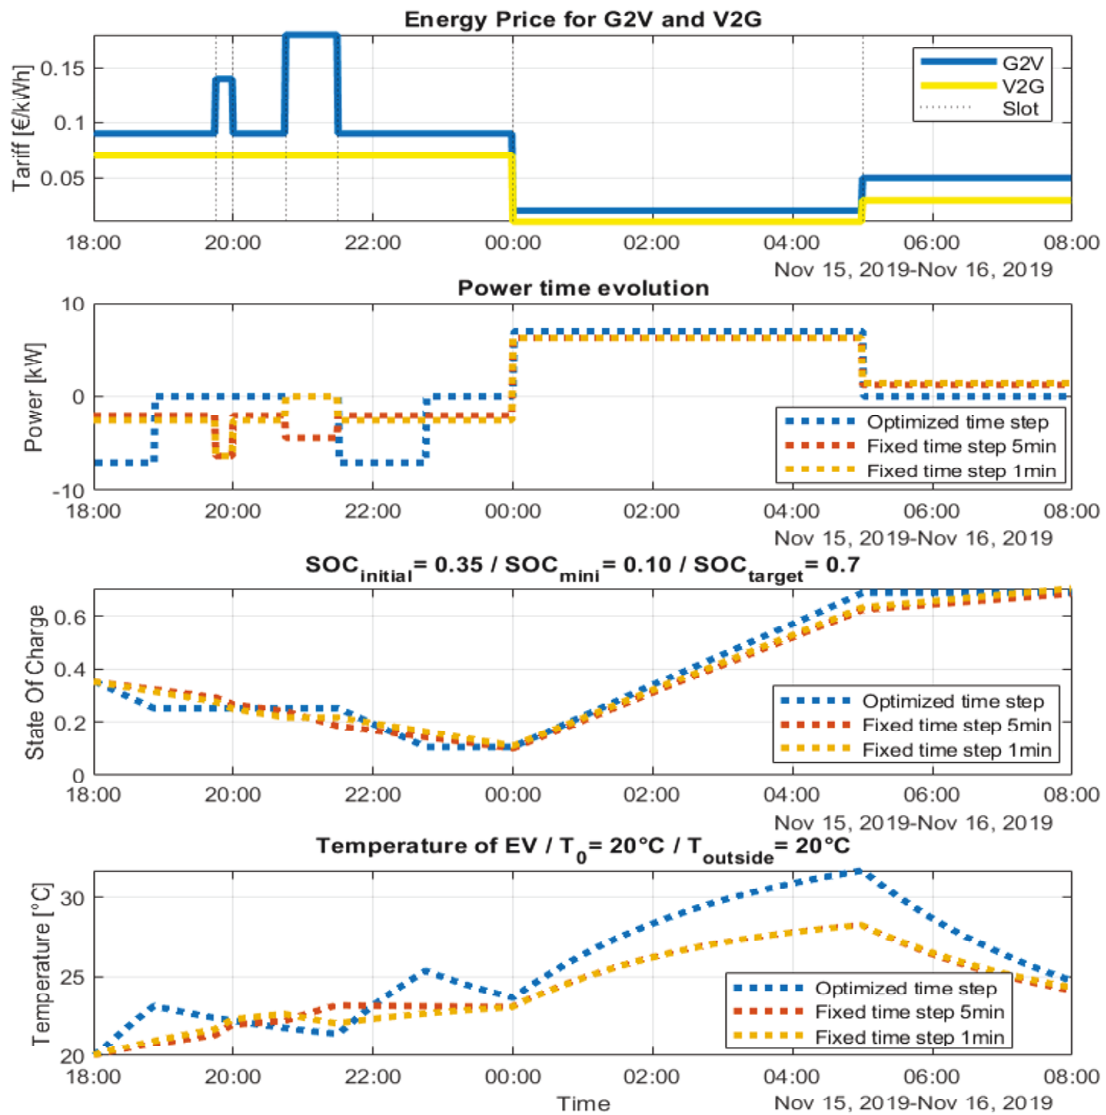 Energy Price for G2V and V2G
Tariff [€/kWh]
0.15
0.1
0.05
G2V
V2G
Slot
18:00 20:00 22:00 00:00 02:00 04:00 06:00 08:00
Nov 15, 2019-Nov 16, 2019
Power time evolution
Power [kW]
10
0
-10
Optimized time step
Fixed time step 5min
Fixed time step 1min
18:00 20:00 22:00 00:00 02:00 04:00 06:00 08:00
Nov 15, 2019-Nov 16, 2019
SOCinitial= 0.35 / SOCmini= 0.10 / SOCtarget= 0.7
State Of Charge
0.6
0.4
0.2
0
Optimized time step
Fixed time step 5min
Fixed time step 1min
18:00 20:00 22:00 00:00 02:00 04:00 06:00 08:00
Nov 15, 2019-Nov 16, 2019
Temperature of EV / T0= 20°C / Toutside= 20°C
Temperature [°C]
30
25
20
Optimized time step
Fixed time step 5min
Fixed time step 1min
18:00 20:00 22:00 00:00 02:00 04:00 06:00 08:00
Time
Nov 15, 2019-Nov 16, 2019